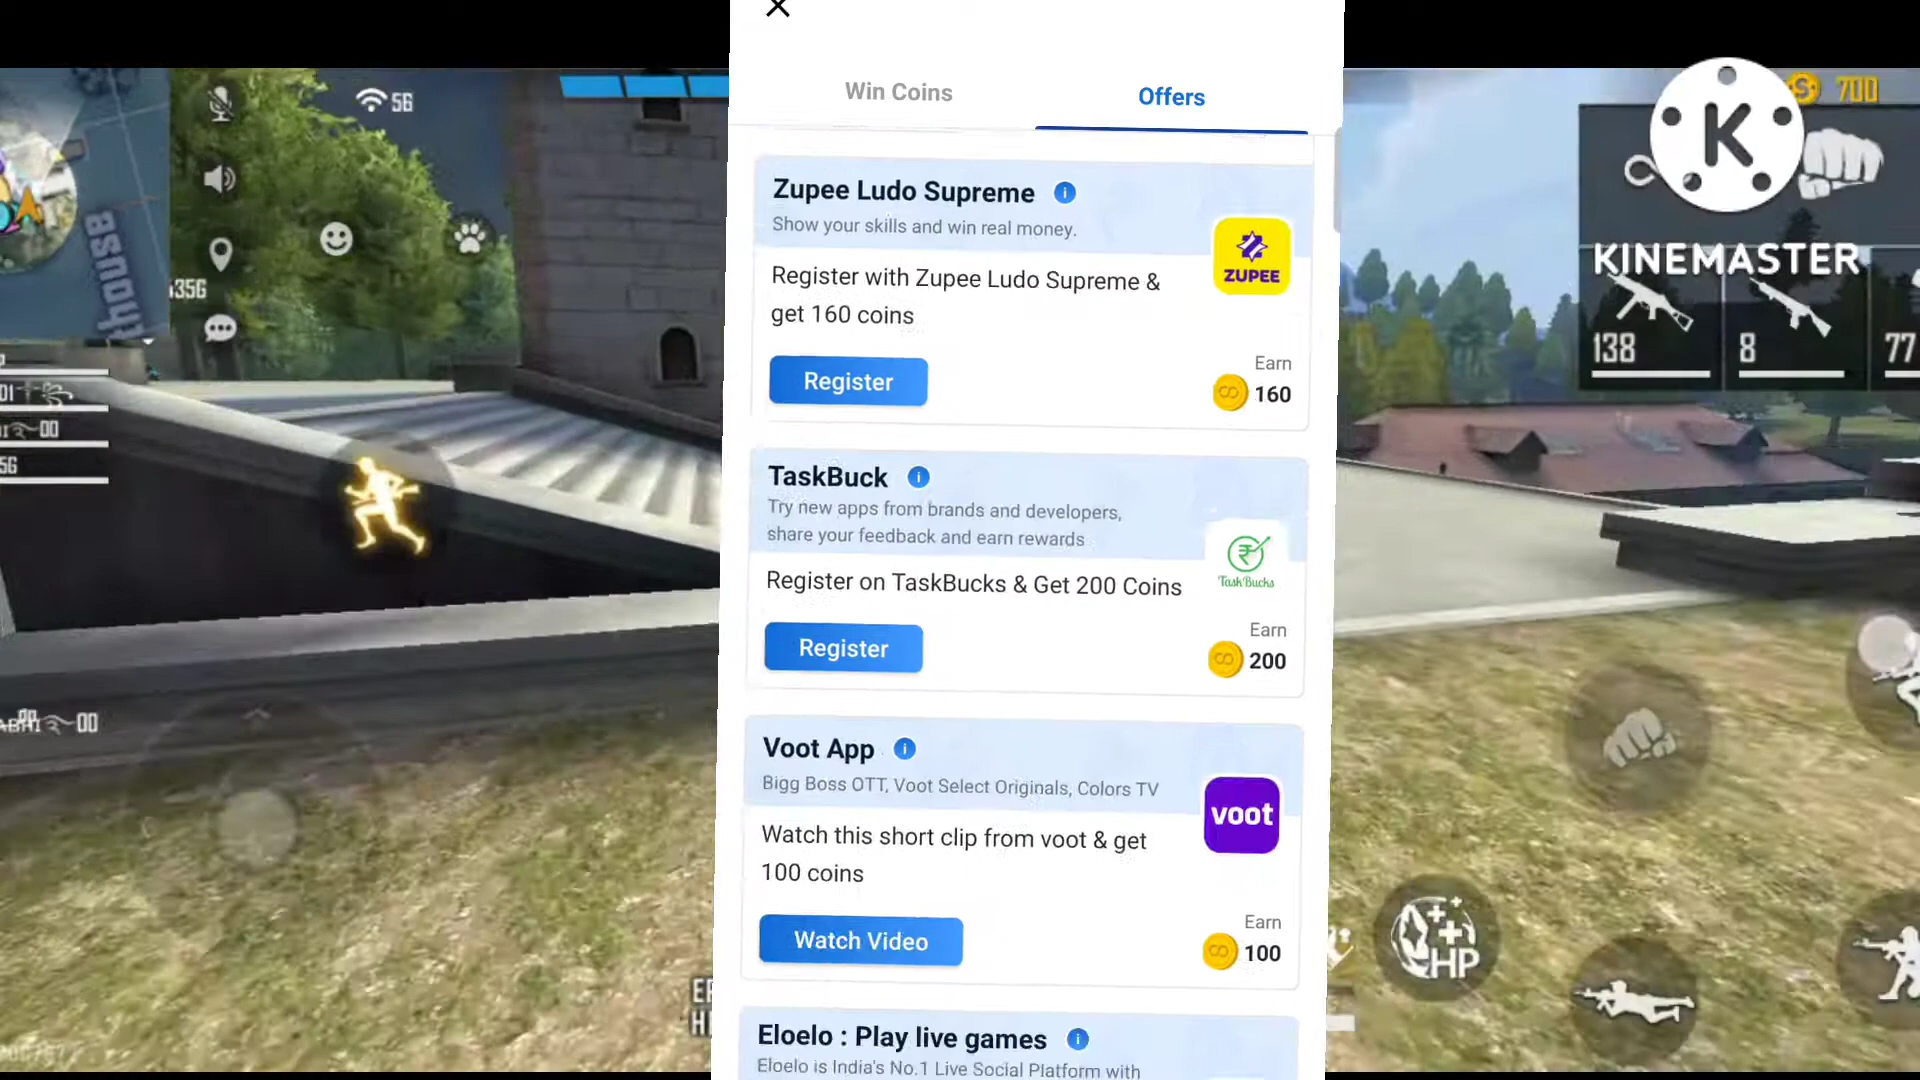 Win Coins
Offers
56
700
Zupee Ludo Supreme
Show your skills and win real money.
ZUPEE
Register with Zupee Ludo Supreme &
get 160 coins
Register
Earn
160
K
KINEMASTER
138
8
77
356
00
56
TaskBuck
Try new apps from brands and developers,
share your feedback and earn rewards
TaskBucks
Register on TaskBucks & Get 200 Coins
Register
Earn
200
00
Voot App
Bigg Boss OTT, Voot Select Originals, Colors TV
voot
Watch this short clip from voot & get
100 coins
Watch Video
Earn
100
HP
Eloelo : Play live games
Eloelo is India's No.1 Live Social Platform with